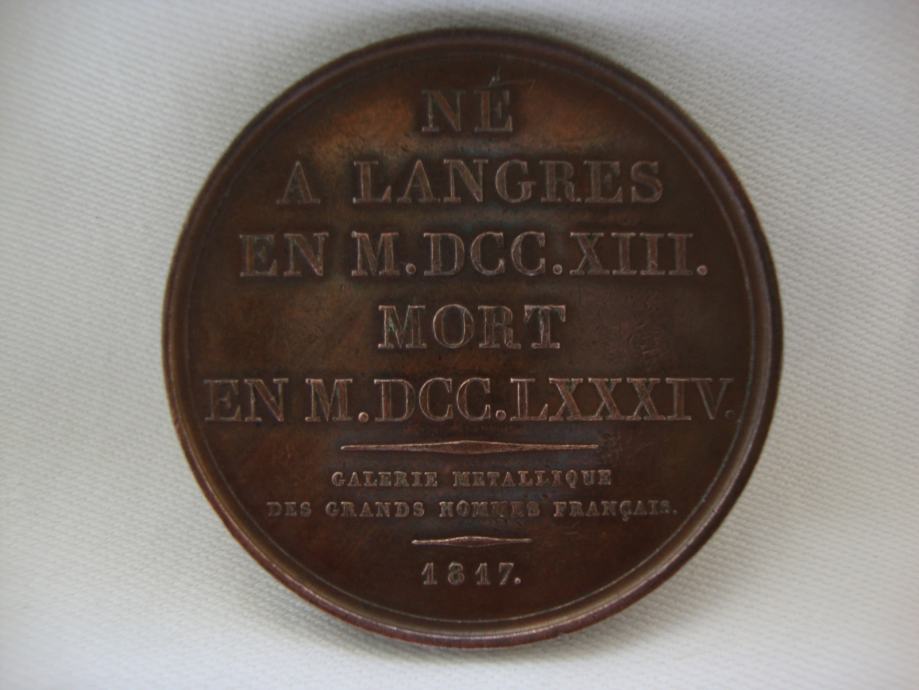 NÉ
A LANGRES
EN M.DCC.XIII.
MORT
EN M.DCC.LXXXIV.
GALERIE METALLIQUE
DES GRANDS HOMMES FRANÇAIS.
1817.